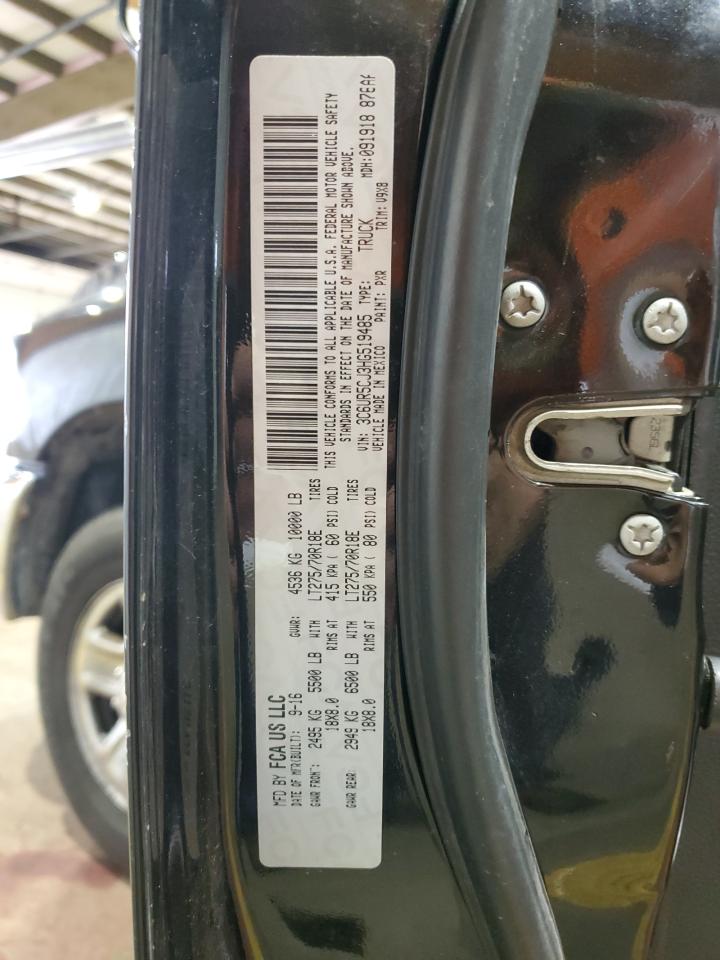 MFD BY FCA US LLC
DATE OF MFR(BUILT): 9-16 GVWR: 4536 KG 10000 LB
GAWR FRONT: 2495 KG 5500 LB WITH LT275/70R18E TIRES
18X8.0 RIMS AT 415 KPA ( 60 PSI) COLD
GAWR REAR: 2949 KG 6500 LB WITH LT275/70R18E TIRES
18X8.0 RIMS AT 550 KPA ( 80 PSI) COLD
THIS VEHICLE CONFORMS TO ALL APPLICABLE U.S.A. FEDERAL MOTOR VEHICLE SAFETY
STANDARDS IN EFFECT ON THE DATE OF MANUFACTURE SHOWN ABOVE.
VIN: 3C6UR5CJ3HG519485 TYPE: TRUCK MDH:091918 87EAF
VEHICLE MADE IN MEXICO PAINT: PXR TRIM: V9X8